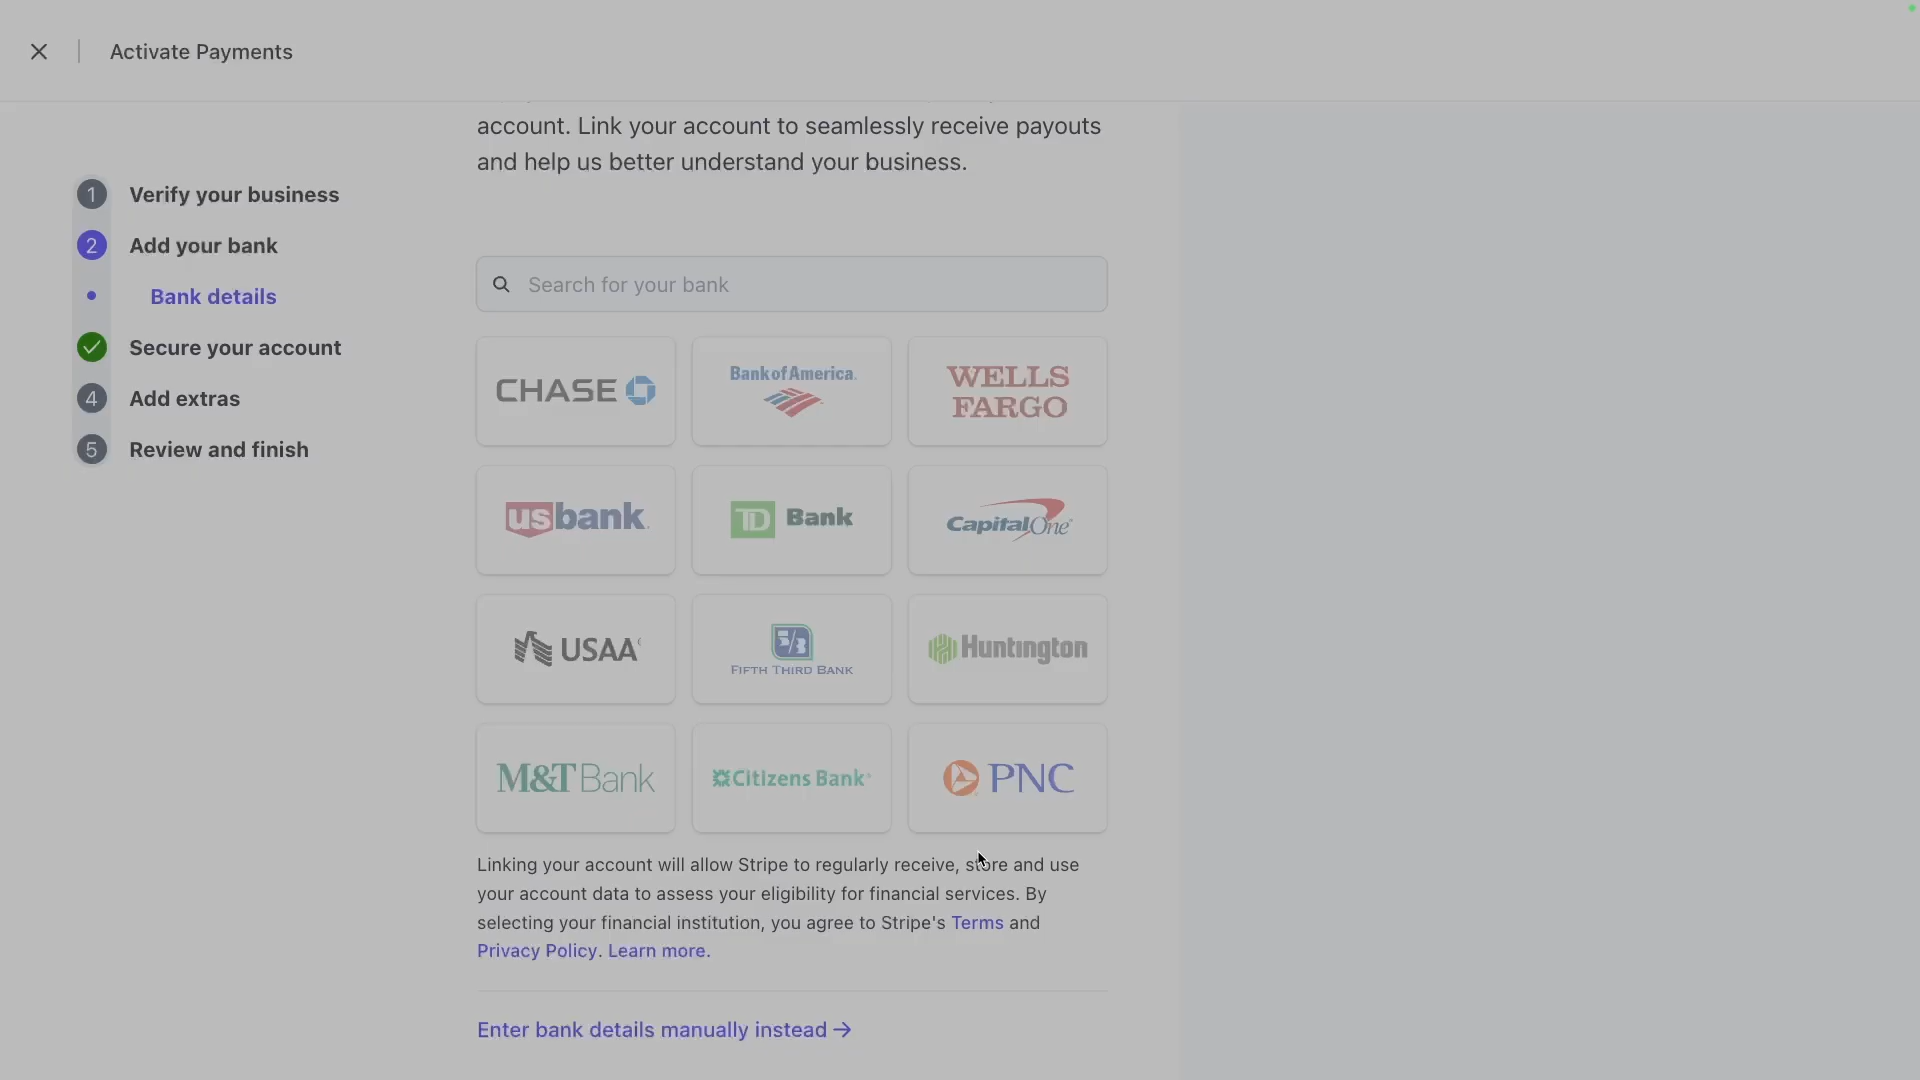 Activate Payments
account. Link your account to seamlessly receive payouts
and help us better understand your business.
1 Verify your business
2 Add your bank
Bank details
Secure your account
4 Add extras
5 Review and finish
Search for your bank
CHASE
Bank of America
WELLS
FARGO
usbank
TD Bank
Capital One
USAA
5/3
FIFTH THIRD BANK
Huntington
M&T Bank
Citizens Bank
PNC
Linking your account will allow Stripe to regularly receive, store and use
your account data to assess your eligibility for financial services. By
selecting your financial institution, you agree to Stripe's Terms and
Privacy Policy. Learn more.
Enter bank details manually instead →